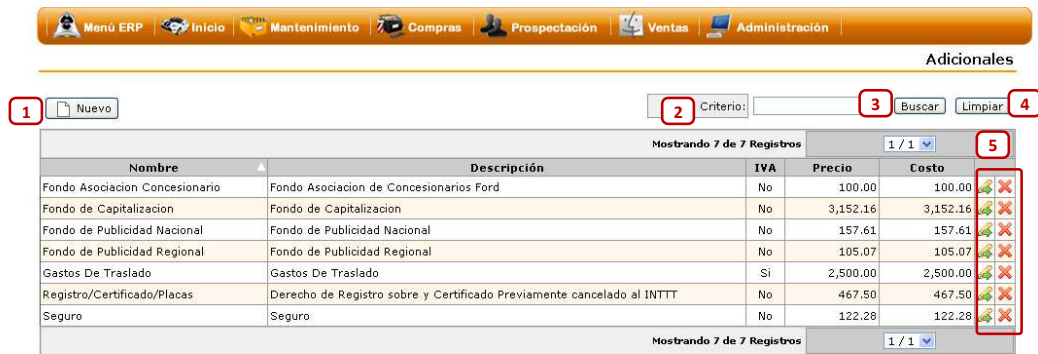 Menú ERP Inicio Mantenimiento Compras Prospectación Ventas Administración
Adicionales
1 Nuevo 2 Criterio: 3 Buscar Limpiar 4
Mostrando 7 de 7 Registros 1 / 1 5
Nombre Descripción IVA Precio Costo
Fondo Asociacion Concesionario Fondo Asociacion de Concesionarios Ford No 100.00 100.00
Fondo de Capitalizacion Fondo de Capitalizacion No 3,152.16 3,152.16
Fondo de Publicidad Nacional Fondo de Publicidad Nacional No 157.61 157.61
Fondo de Publicidad Regional Fondo de Publicidad Regional No 105.07 105.07
Gastos De Traslado Gastos De Traslado Si 2,500.00 2,500.00
Registro/Certificado/Placas Derecho de Registro sobre y Certificado Previamente cancelado al INTTT No 467.50 467.50
Seguro Seguro No 122.28 122.28
Mostrando 7 de 7 Registros 1 / 1